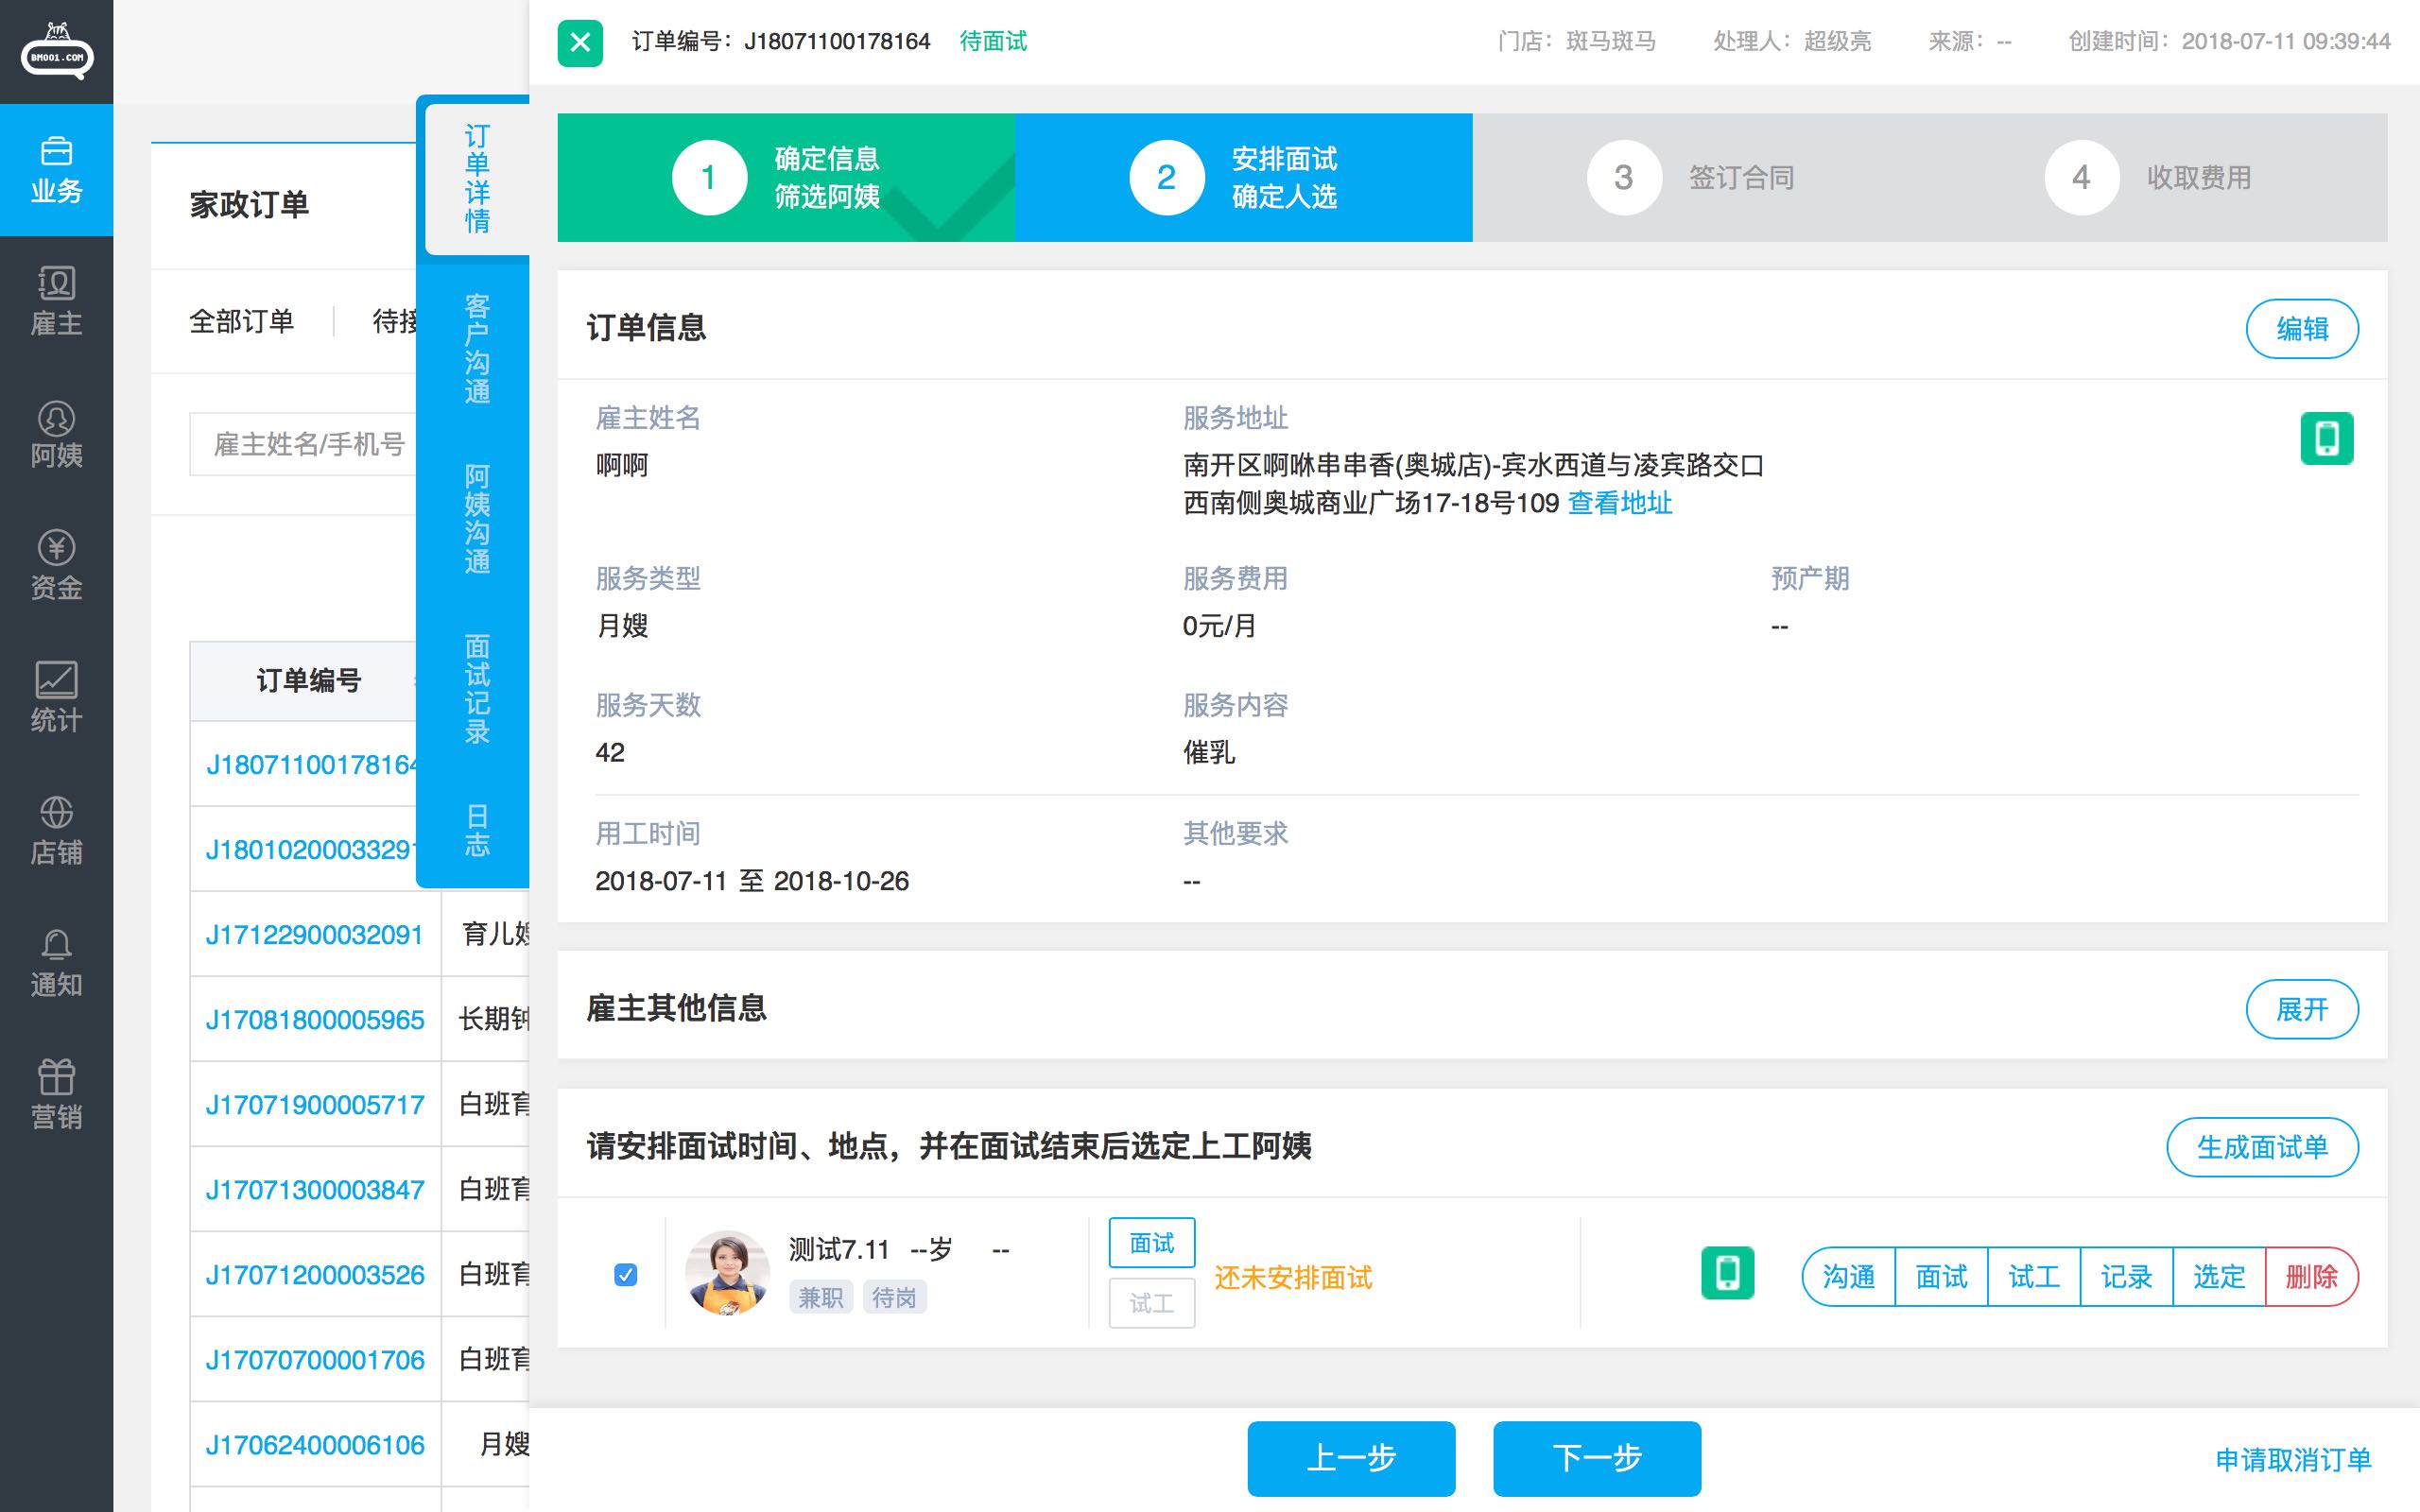 BM001.COM
业务
雇主
阿姨
资金
统计
店铺
通知
营销
家政订单
全部订单
待接
雇主姓名/手机号
订单编号
J18071100178164
J18010200033291
J17122900032091
育儿嫂
J17081800005965
长期钟
J17071900005717
白班育
J17071300003847
白班育
J17071200003526
白班育
J17070700001706
白班育
J17062400006106
月嫂
订单详情
客户沟通
阿姨沟通
面试记录
日志
订单编号：J18071100178164 待面试
门店：斑马斑马 处理人：超级亮 来源：-- 创建时间：2018-07-11 09:39:44
1 确定信息
筛选阿姨
2 安排面试
确定人选
3 签订合同
4 收取费用
订单信息
编辑
雇主姓名
啊啊
服务地址
南开区啊咻串串香(奥城店)-宾水西道与凌宾路交口
西南侧奥城商业广场17-18号109 查看地址
服务类型
月嫂
服务费用
0元/月
预产期
--
服务天数
42
服务内容
催乳
用工时间
2018-07-11 至 2018-10-26
其他要求
--
雇主其他信息
展开
请安排面试时间、地点，并在面试结束后选定上工阿姨
生成面试单
测试7.11 --岁 --
兼职 待岗
面试
试工
还未安排面试
沟通 面试 试工 记录 选定 删除
上一步 下一步
申请取消订单